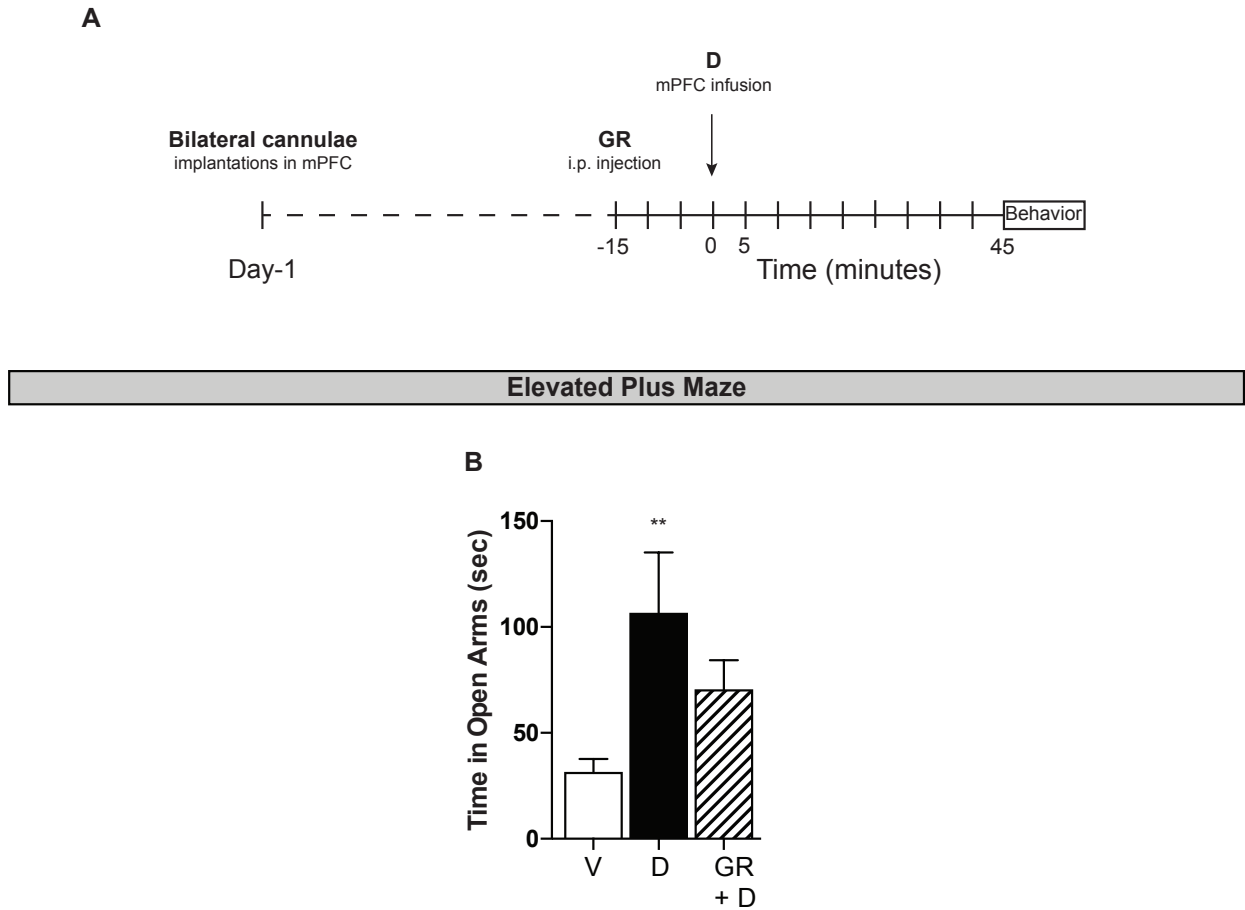 A
D
mPFC infusion
Bilateral cannulae
implantations in mPFC
GR
i.p. injection
Behavior
-15
0
5
45
Day-1
Time (minutes)
Elevated Plus Maze
B
Time in Open Arms (sec)
150
100
50
0
**
V
D
GR
+ D